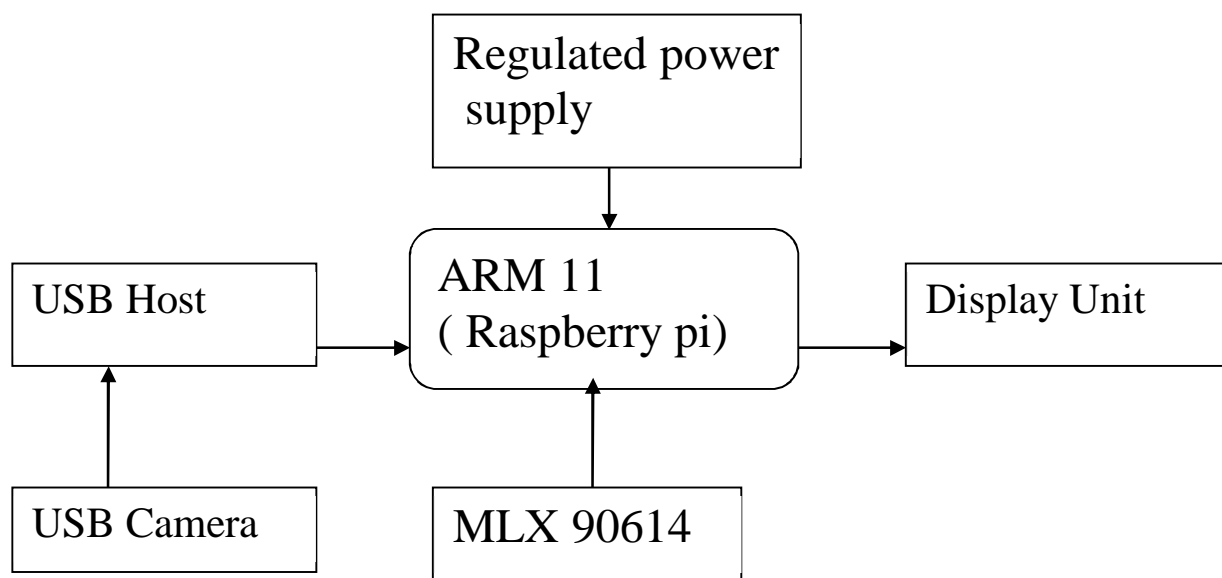 Regulated power
supply
USB Host
ARM 11
( Raspberry pi)
Display Unit
USB Camera
MLX 90614